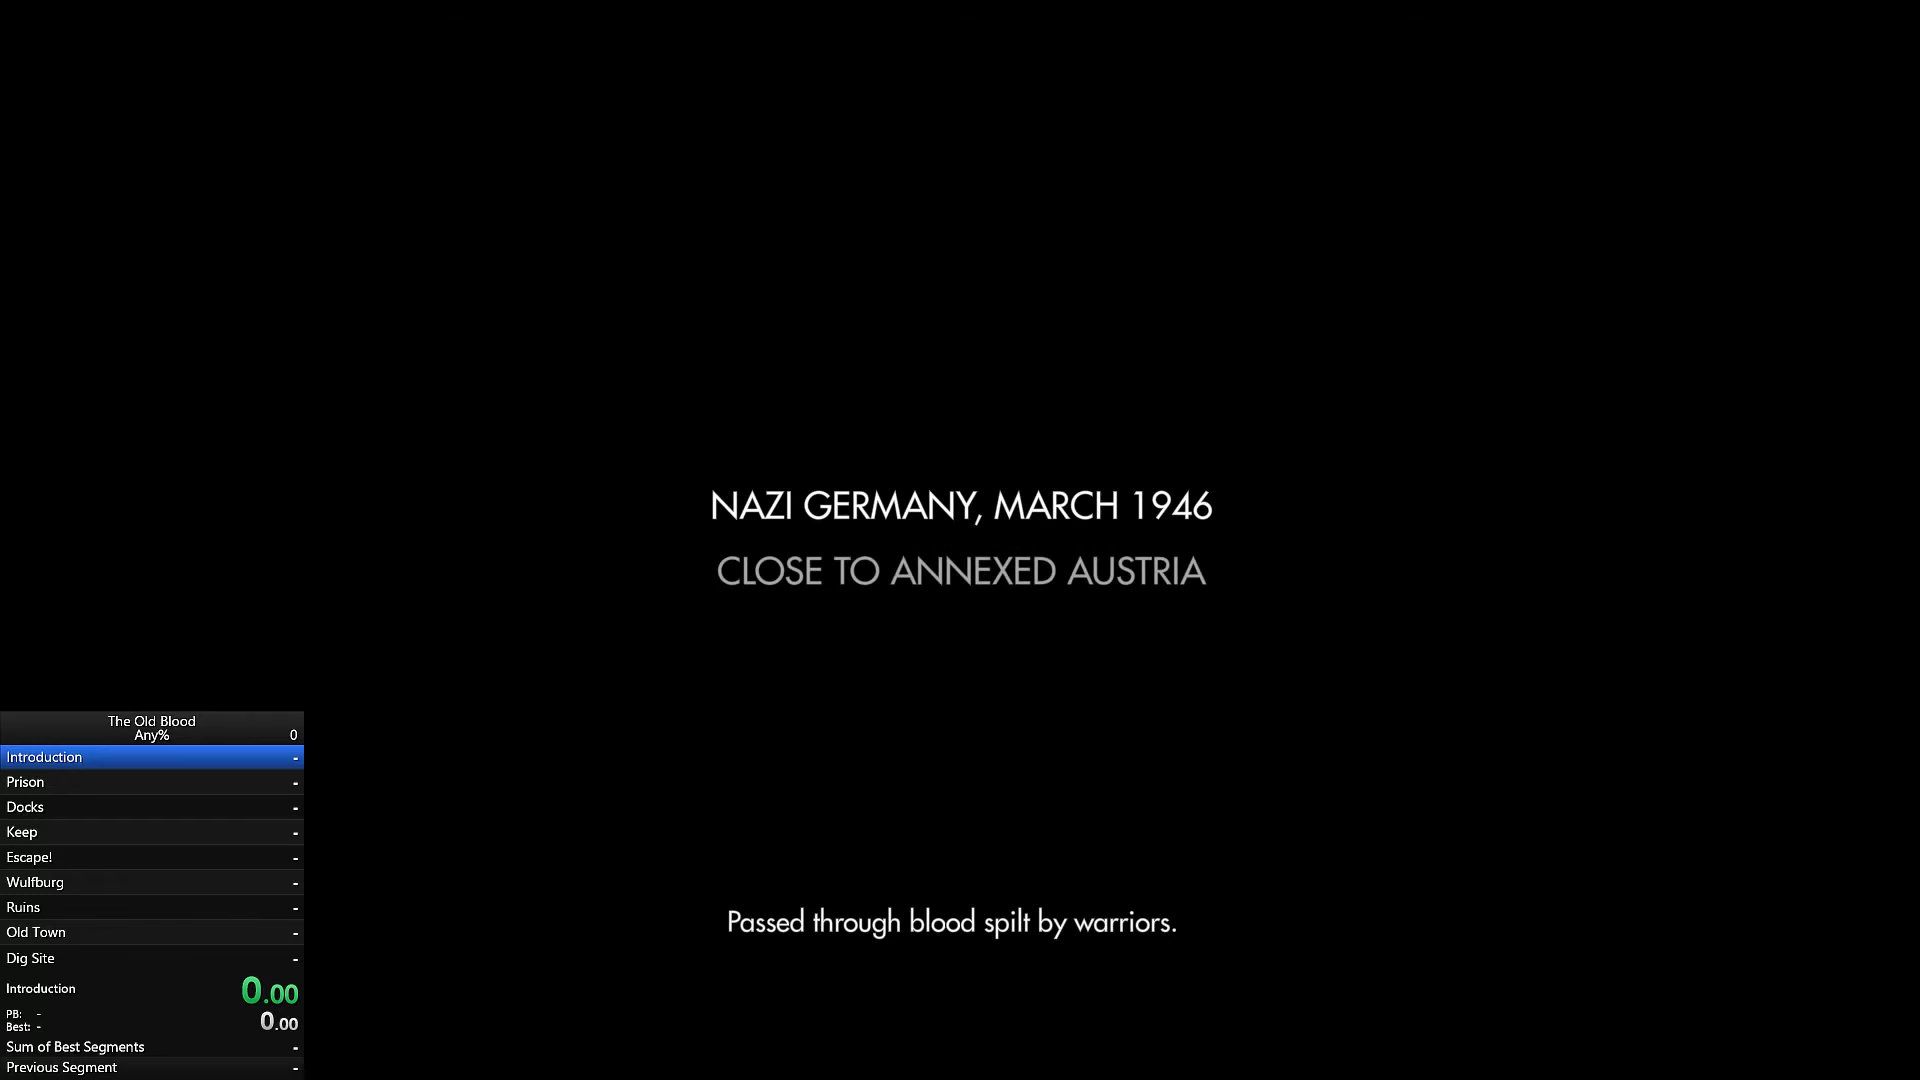 NAZI GERMANY, MARCH 1946
CLOSE TO ANNEXED AUSTRIA
Passed through blood spilt by warriors.
The Old Blood
Any% 0
Introduction -
Prison -
Docks -
Keep -
Escape! -
Wulfburg -
Ruins -
Old Town -
Dig Site -
Introduction 0.00
PB: -
Best: - 0.00
Sum of Best Segments -
Previous Segment -